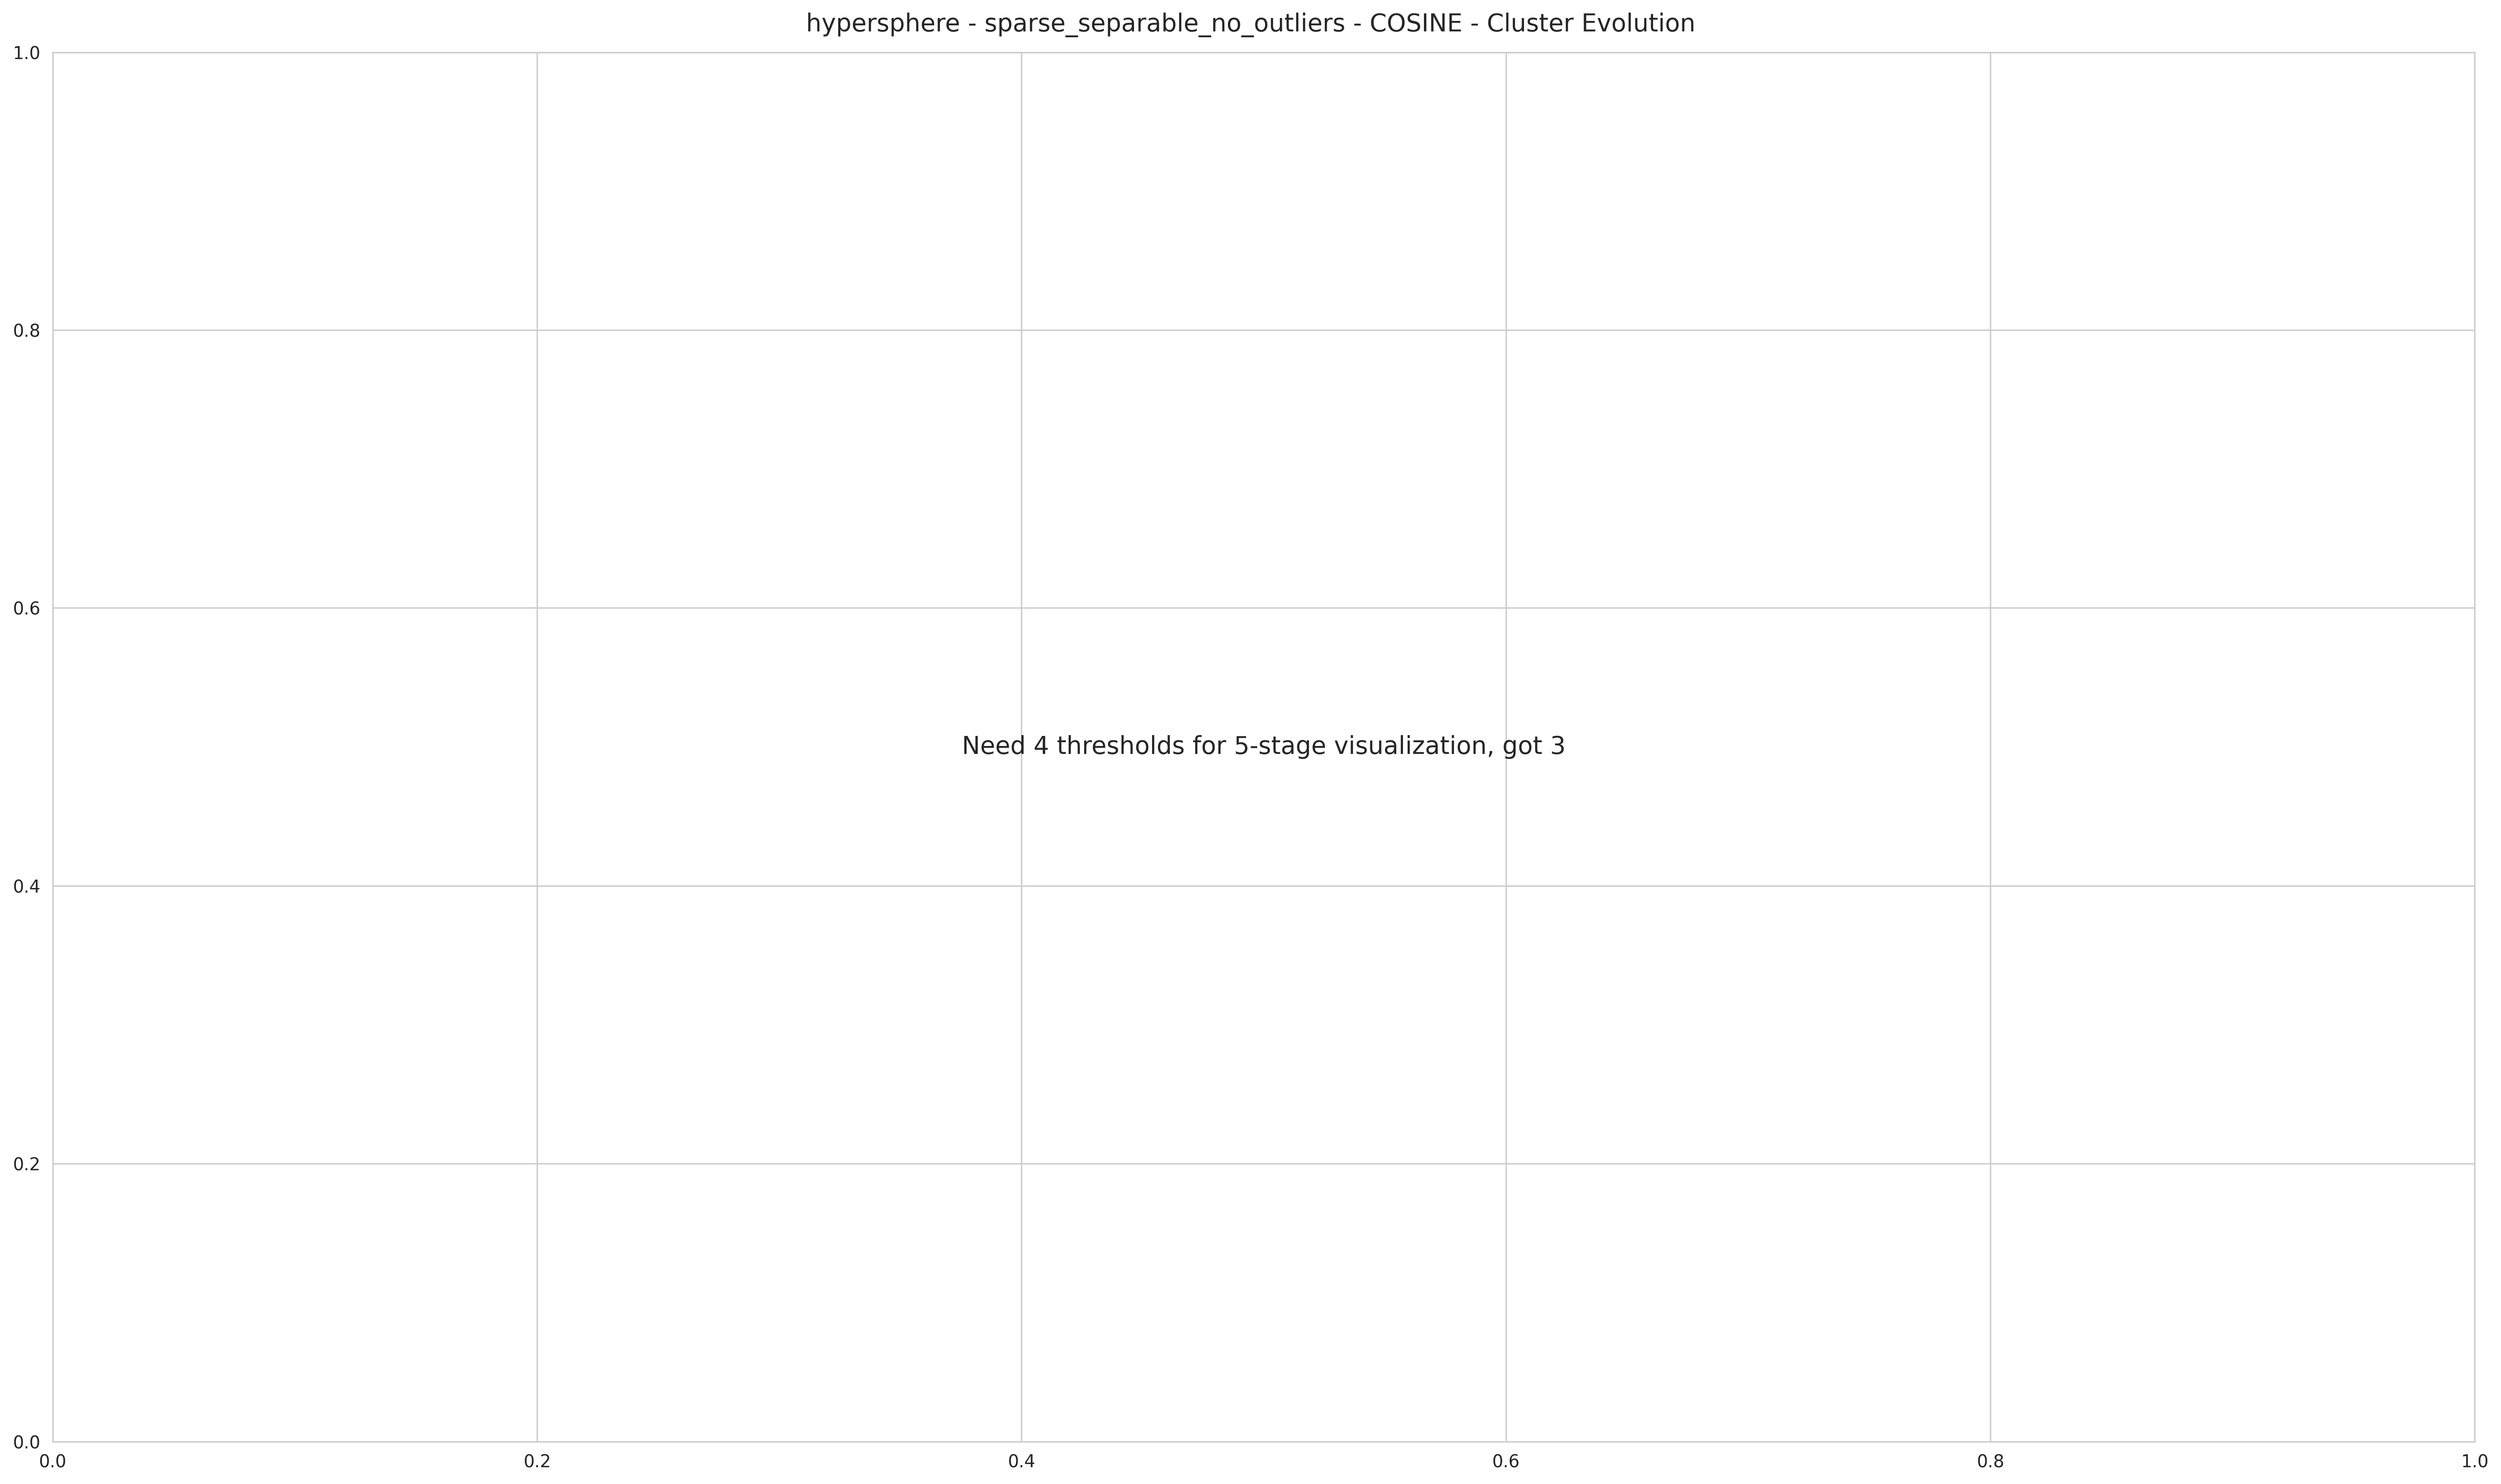 hypersphere - sparse_separable_no_outliers - COSINE - Cluster Evolution
1.0
0.8
0.6
Need 4 thresholds for 5-stage visualization, got 3
0.4
0.2
0.0
0.0 0.2 0.4 0.6 0.8 1.0